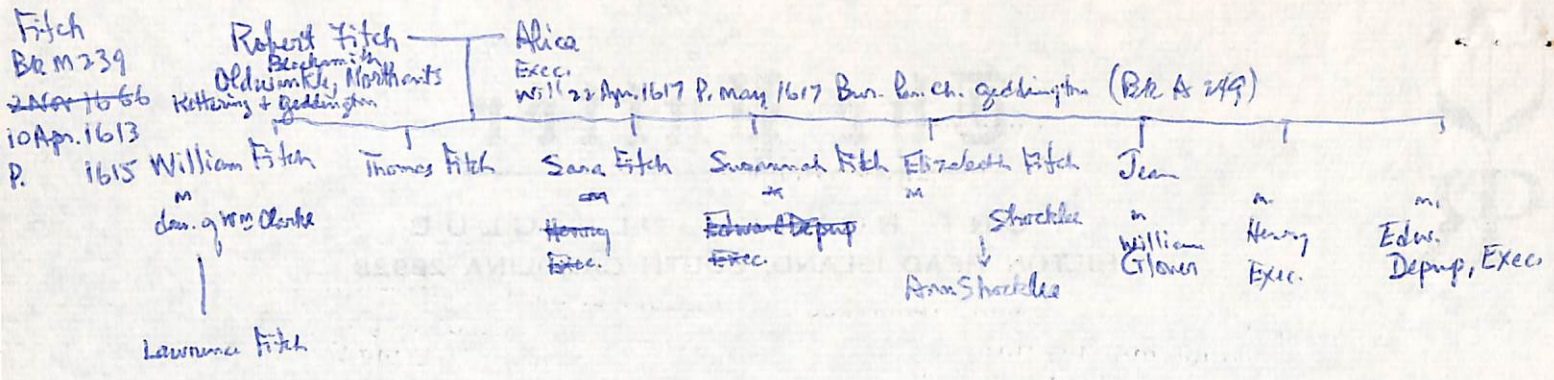 Fitch
Bk M 239
2 Nov 1666
10 Apr. 1613
P. 1615
Robert Fitch
Blacksmith
Oldwinkle, Northants
Kettering + Geddington
Alice
Exec.
Will 22 Apr. 1617 P. May 1617 Bur. Par. Ch. Geddington (Bk A 249)
William Fitch Thomas Fitch Sara Fitch Susannah Fitch Elizabeth Fitch Jean
m m m m m m.
dau. of Wm Clarke Henry Edward Depup Shocklee William Henry Edw.
Exec. Exec. Glover Exec. Depup, Exec.
Ann Shocklee
Lawrence Fitch